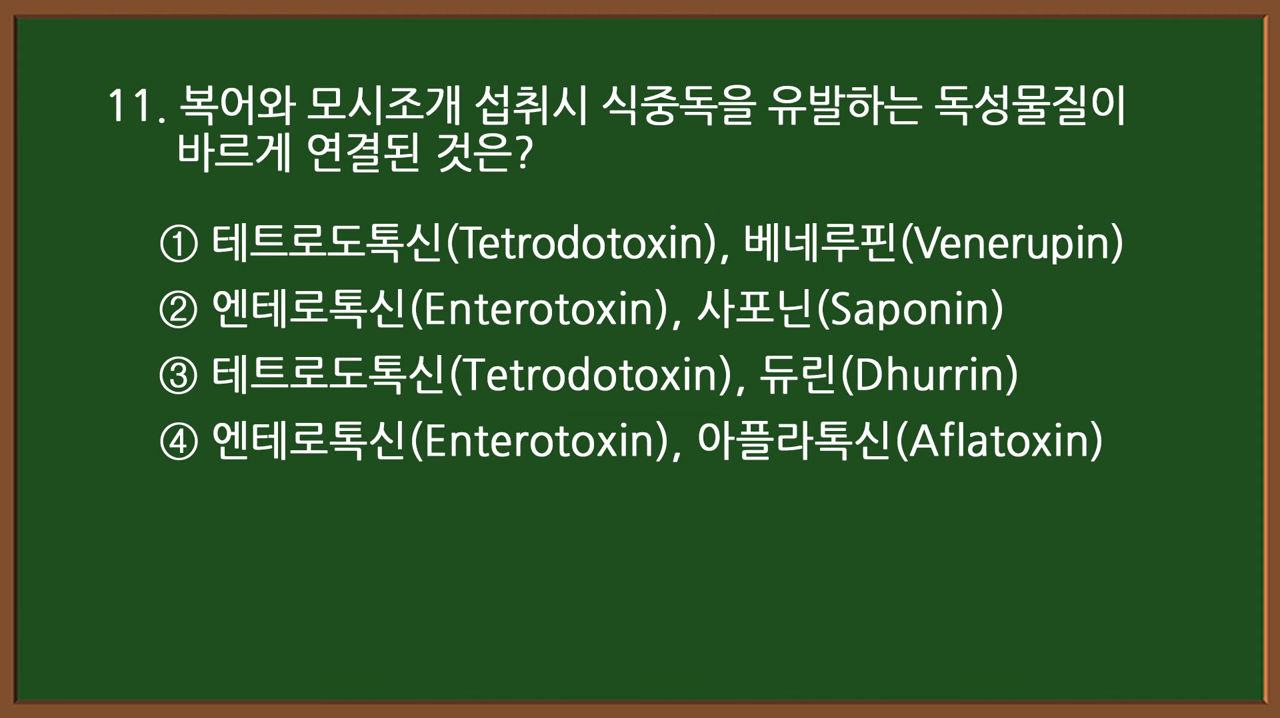 11. 복어와 모시조개 섭취시 식중독을 유발하는 독성물질이
바르게 연결된 것은?
① 테트로도톡신(Tetrodotoxin), 베네루핀(Venerupin)
② 엔테로톡신(Enterotoxin), 사포닌(Saponin)
③ 테트로도톡신(Tetrodotoxin), 듀린(Dhurrin)
④ 엔테로톡신(Enterotoxin), 아플라톡신(Aflatoxin)